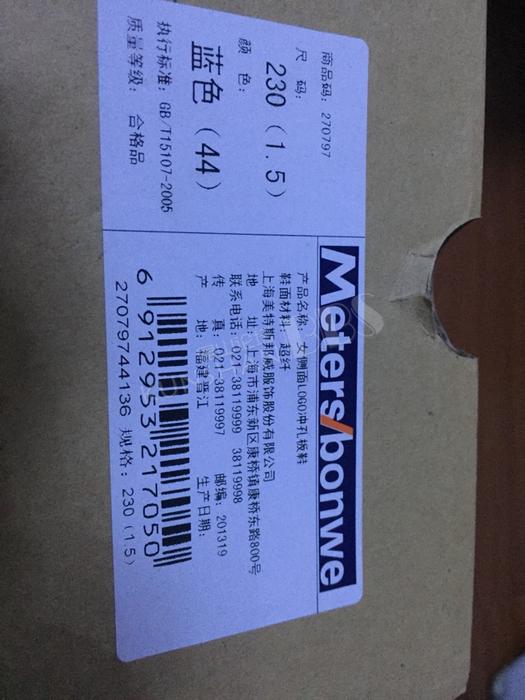 Meters/bonwe
产品名称: 女侧面LOGO冲孔板鞋
鞋面材料: 超纤
上海美特斯邦威服饰股份有限公司
地 址: 上海市浦东新区康桥镇康桥东路800号
联系电话: 021-38119999 38119998
传 真: 021-38119997 邮编: 201319
产 地: 福建晋江 生产日期:
6 912953 217050
27079744136 规格: 230(1.5)
商品码: 270797
尺 码:
230(1.5)
颜 色:
蓝色(44)
执行标准: GB/T15107-2005
质量等级: 合格品